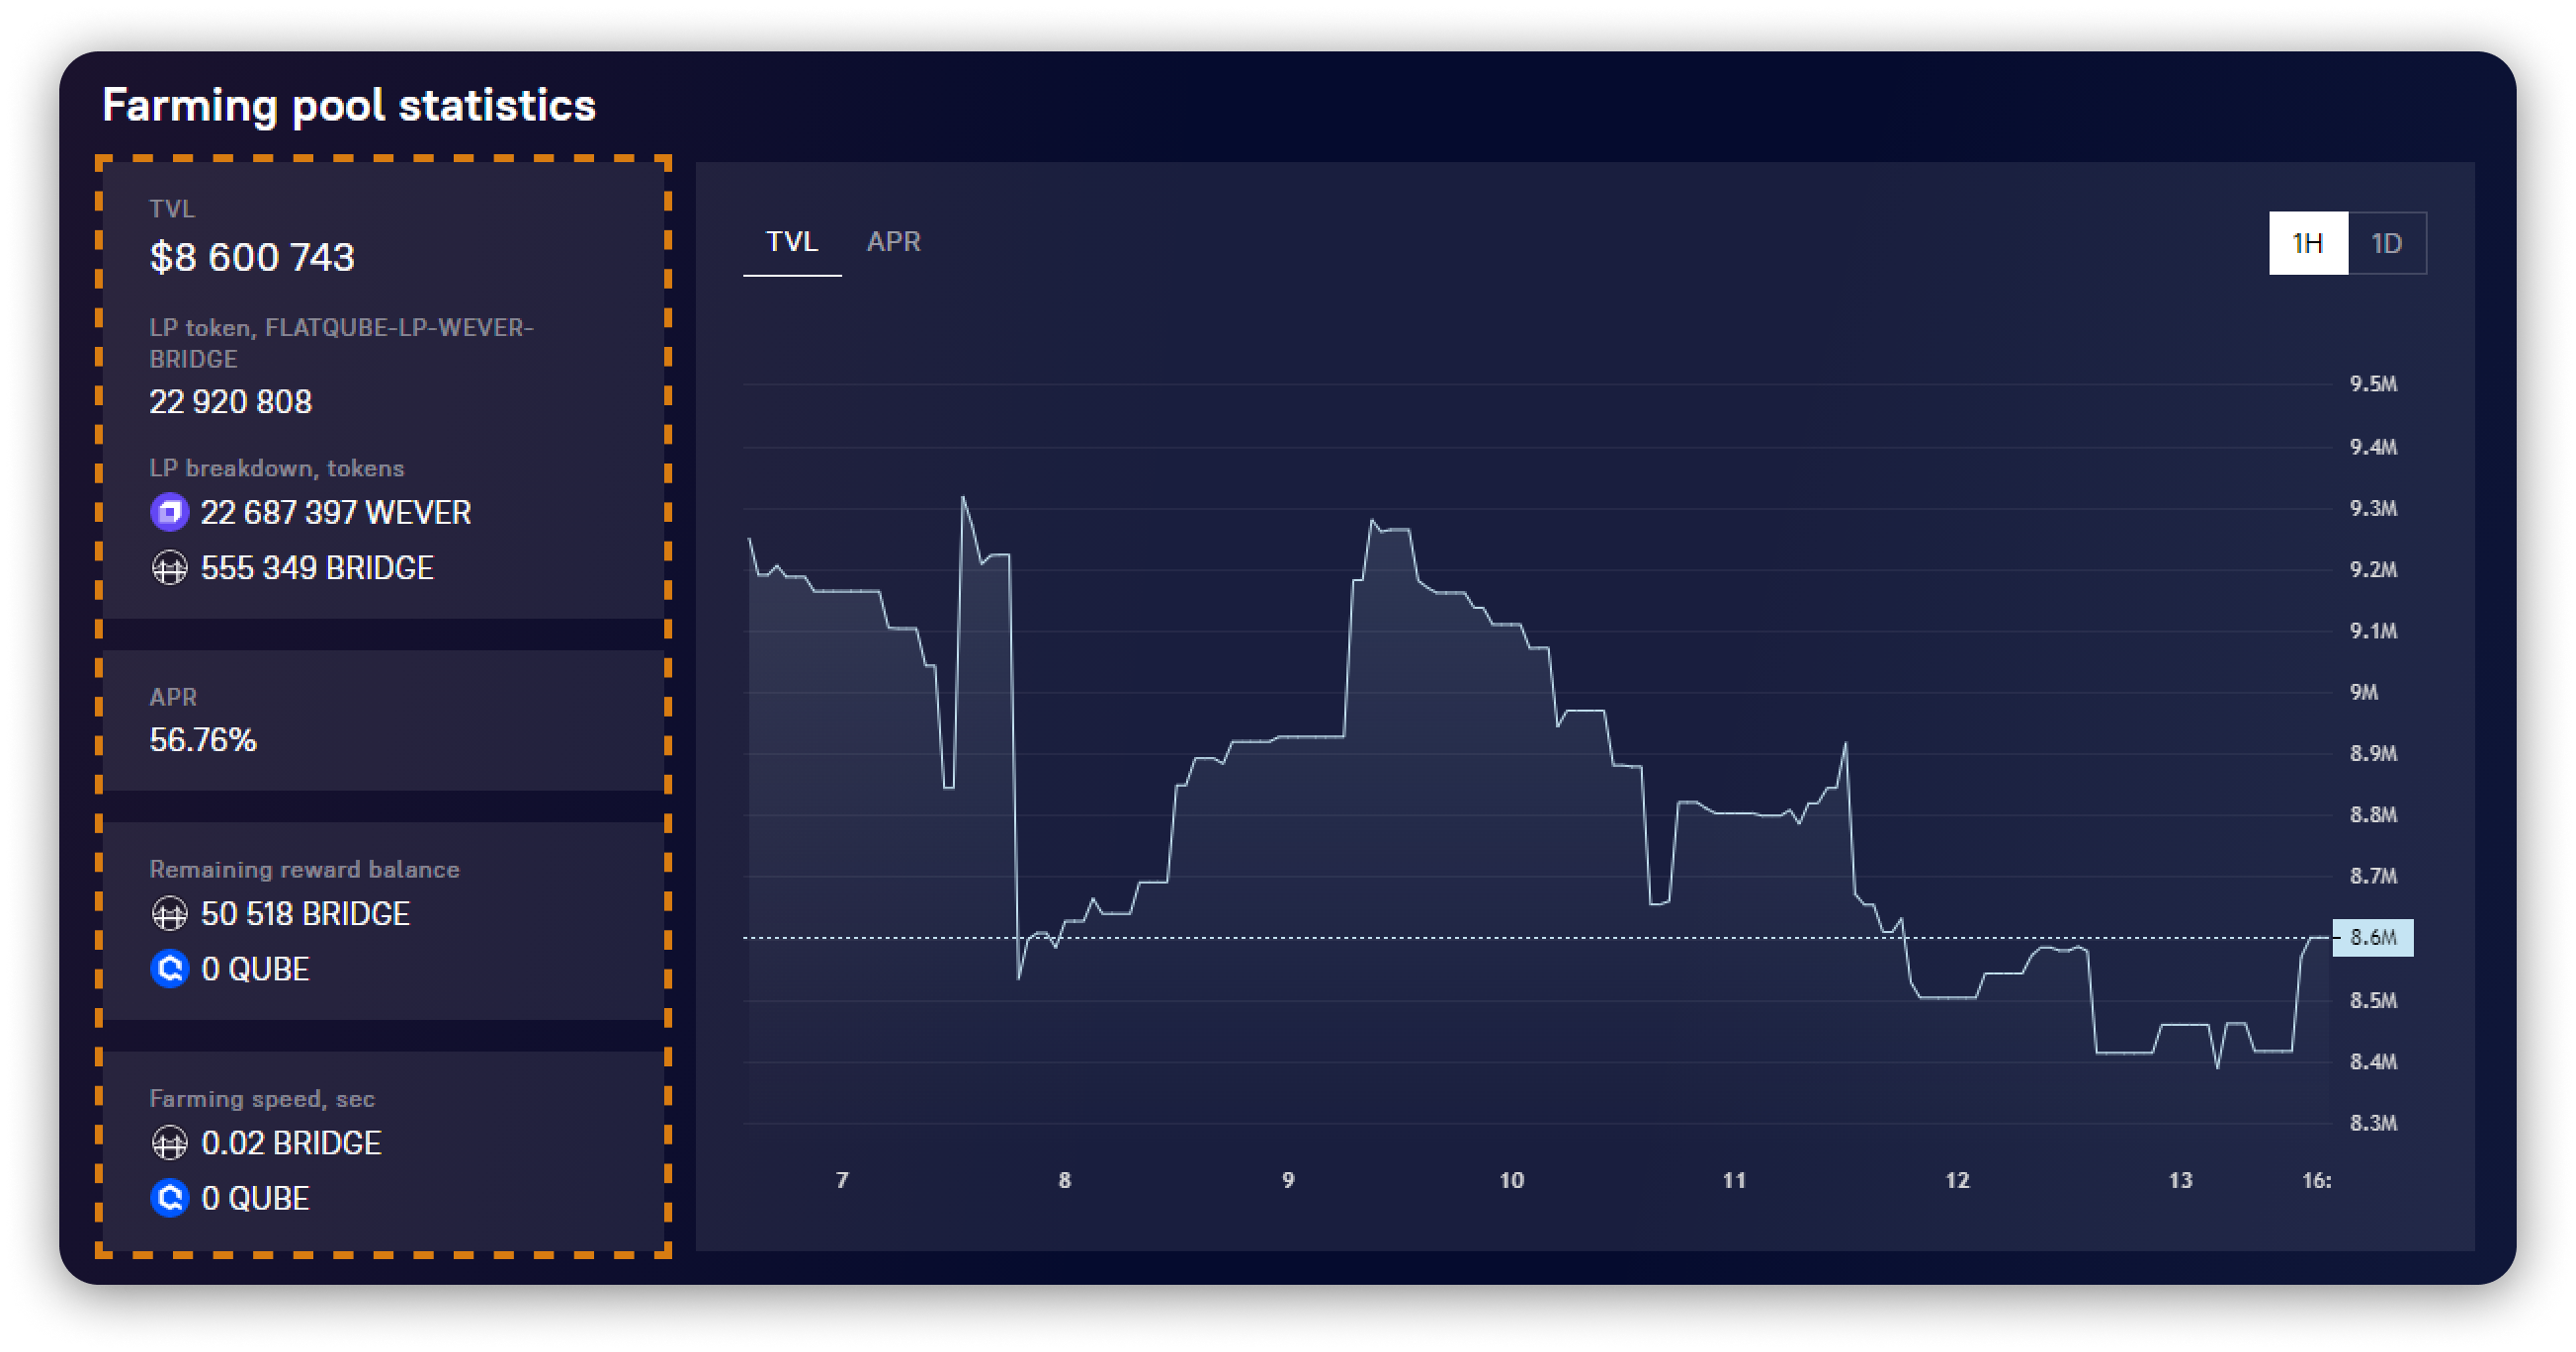 Farming pool statistics
TVL
$8 600 743
LP token, FLATQUBE-LP-WEVER-
BRIDGE
22 920 808
LP breakdown, tokens
22 687 397 WEVER
555 349 BRIDGE
APR
56.76%
Remaining reward balance
50 518 BRIDGE
0 QUBE
Farming speed, sec
0.02 BRIDGE
0 QUBE
TVL APR
1H 1D
9.5M
9.4M
9.3M
9.2M
9.1M
9M
8.9M
8.8M
8.7M
8.6M
8.5M
8.4M
8.3M
7 8 9 10 11 12 13 16: